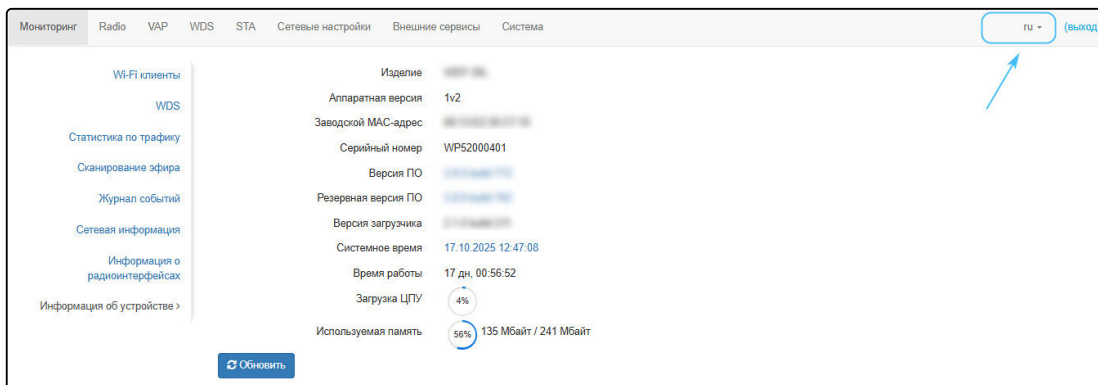 Мониторинг Radio VAP WDS STA Сетевые настройки Внешние сервисы Система ru (выход
Wi-Fi клиенты
WDS
Статистика по трафику
Сканирование эфира
Журнал событий
Сетевая информация
Информация о
радиоинтерфейсах
Информация об устройстве >
Изделие
Аппаратная версия 1v2
Заводской MAC-адрес
Серийный номер WP52000401
Версия ПО
Резервная версия ПО
Версия загрузчика
Системное время 17.10.2025 12:47:08
Время работы 17 дн, 00:56:52
Загрузка ЦПУ 4%
Используемая память 56% 135 Мбайт / 241 Мбайт
Обновить